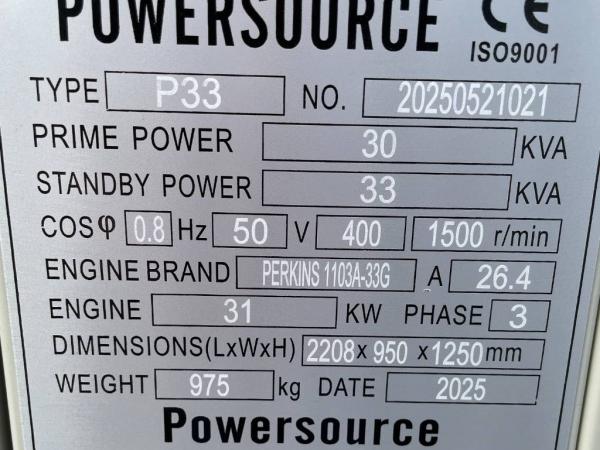 POWERSOURCE CE
ISO9001
TYPE P33 NO. 20250521021
PRIME POWER 30 KVA
STANDBY POWER 33 KVA
COSφ 0.8 Hz 50 V 400 1500 r/min
ENGINE BRAND PERKINS 1103A-33G A 26.4
ENGINE 31 KW PHASE 3
DIMENSIONS(LxWxH) 2208x 950 x1250mm
WEIGHT 975 kg DATE 2025
Powersource